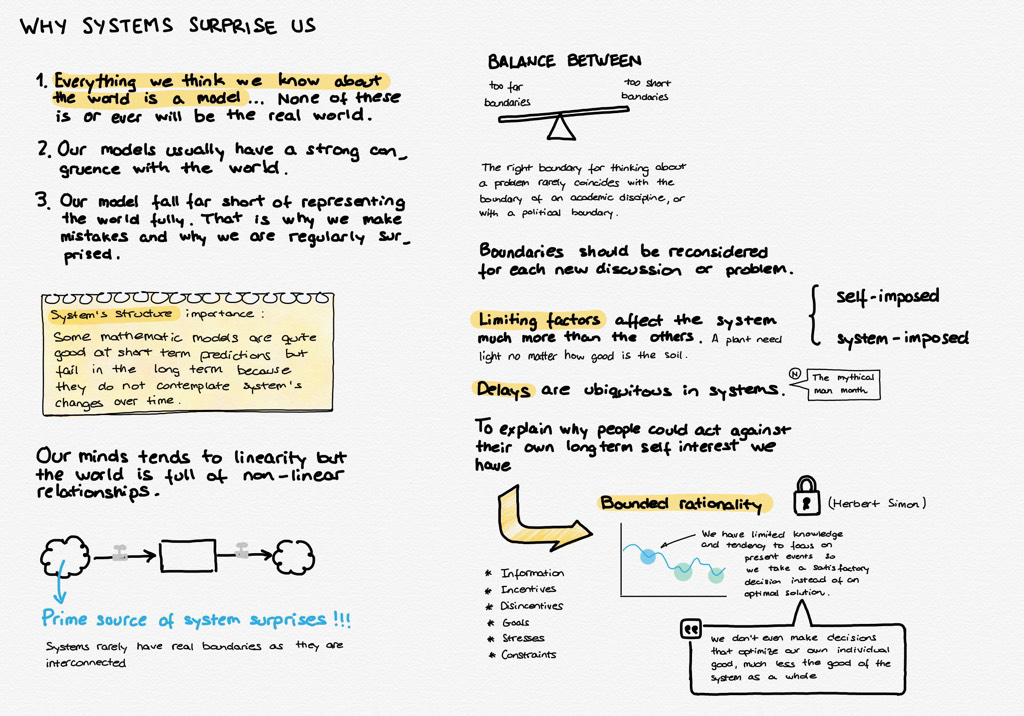 WHY SYSTEMS SURPRISE US
1. Everything we think we know about
the world is a model... None of these
is or ever will be the real world.
2. Our models usually have a strong con_
gruence with the world.
3. Our model fall far short of representing
the world fully. That is why we make
mistakes and why we are regularly sur_
prised.
System's structure importance:
Some mathematic models are quite
good at short term predictions but
fail in the long term because
they do not contemplate system's
changes over time.
Our minds tends to linearity but
the world is full of non-linear
relationships.
Prime source of system surprises !!!
Systems rarely have real boundaries as they are
interconnected
BALANCE BETWEEN
too far
bondaries
too short
bondaries
The right boundary for thinking about
a problem rarely coincides with the
boundary of an academic discipline, or
with a political boundary.
Boundaries should be reconsidered
for each new discussion or problem.
Limiting factors affect the system
much more than the others. A plant need
light no matter how good is the soil.
self-imposed
system-imposed
Delays are ubiquitous in systems.
N
The mythical
man month
To explain why people could act against
their own long term self interest we
have
Bounded rationality
(Herbert Simon)
* Information
* Incentives
* Disincentives
* Goals
* Stresses
* Constraints
We have limited knowledge
and tendency to focus on
present events so
we take a satisfactory
decision instead of an
optimal solution.
We don't even make decisions
that optimize our own individual
good, much less the good of the
system as a whole